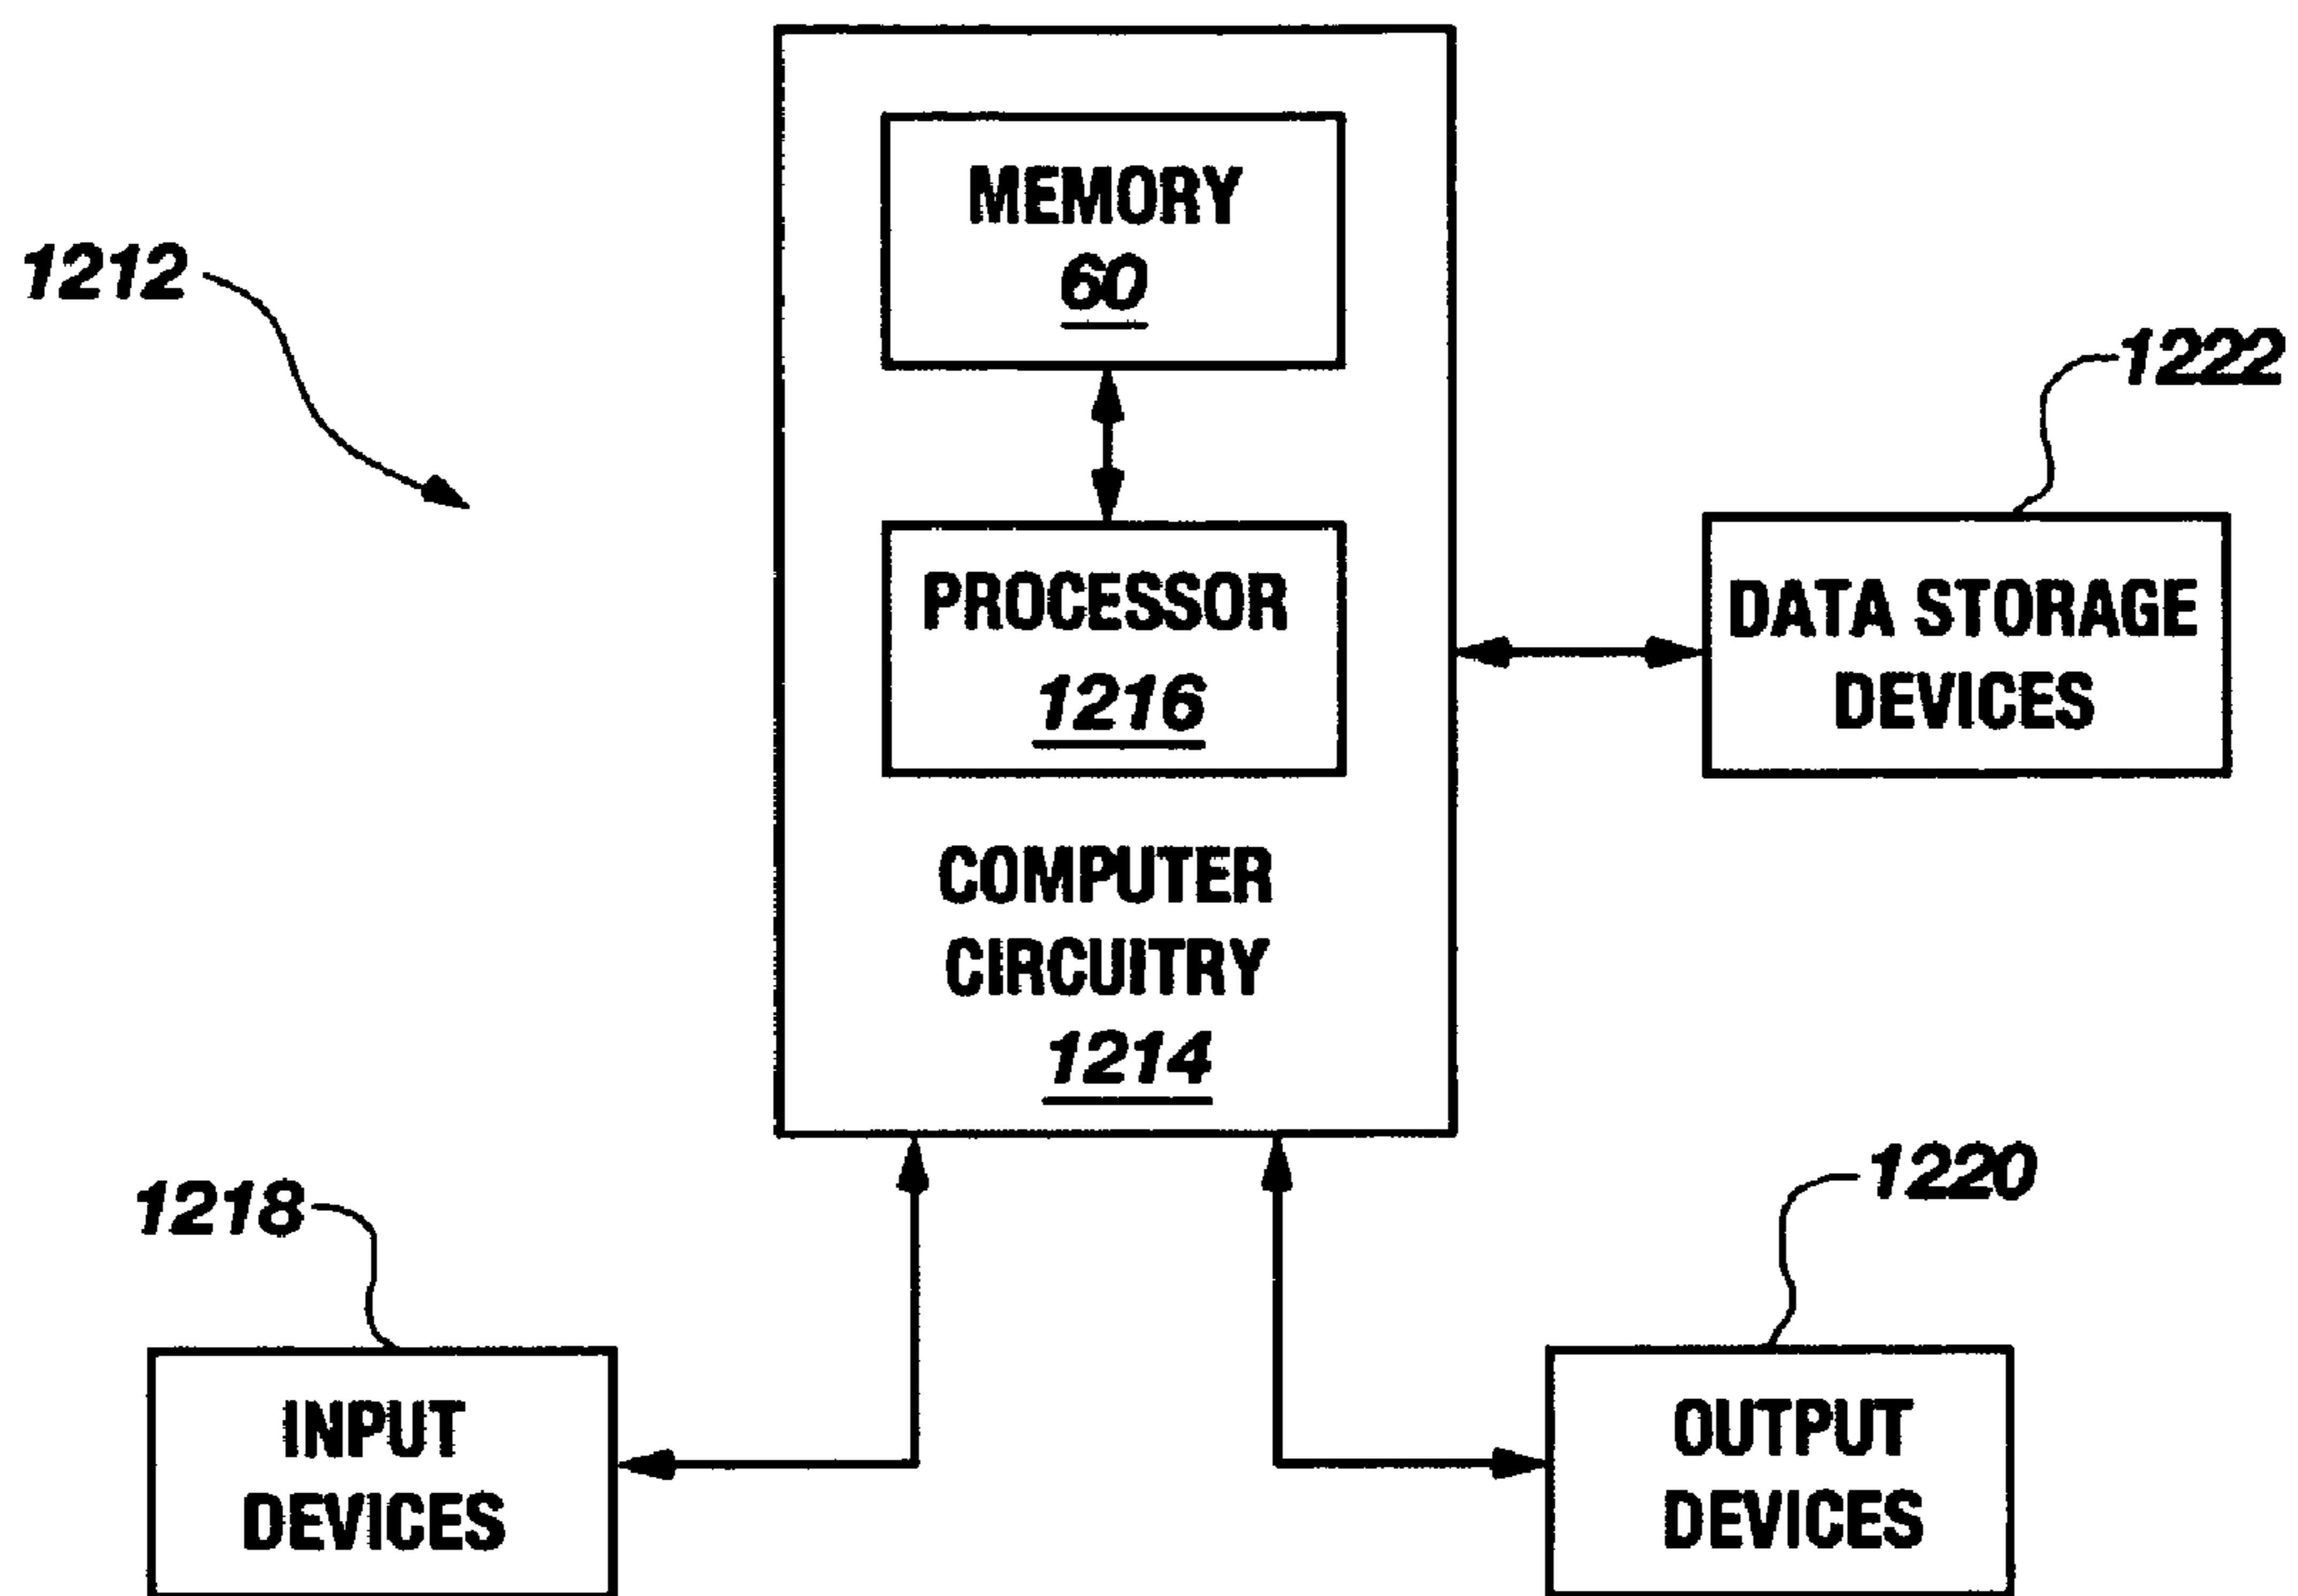 MEMORY
60
1212
1222
PROCESSOR
1216
DATA STORAGE
DEVICES
COMPUTER
CIRCUITRY
1214
1218
1220
INPUT
DEVICES
OUTPUT
DEVICES